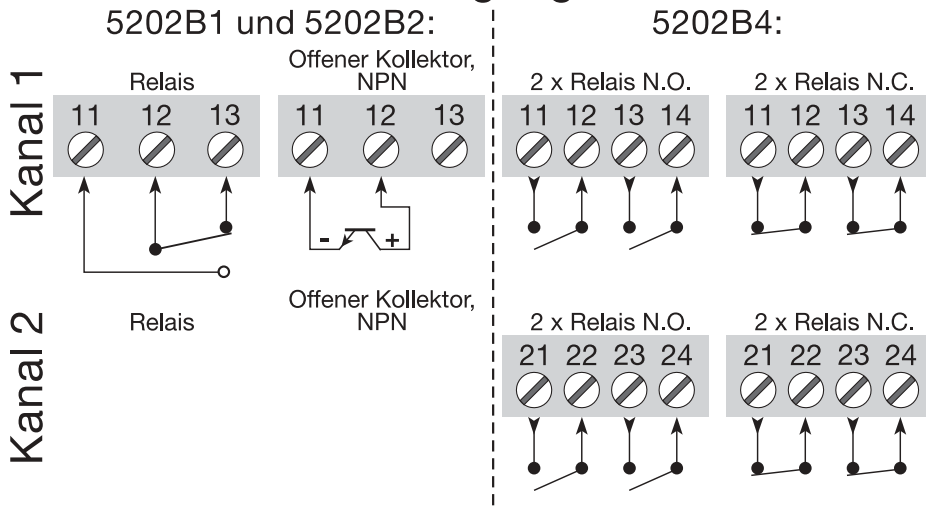 5202B1 und 5202B2:
5202B4:
Kanal 1
Relais
Offener Kollektor,
NPN
2 x Relais N.O.
2 x Relais N.C.
11 12 13
11 12 13
11 12 13 14
11 12 13 14
- +
Kanal 2
Relais
Offener Kollektor,
NPN
2 x Relais N.O.
2 x Relais N.C.
21 22 23 24
21 22 23 24